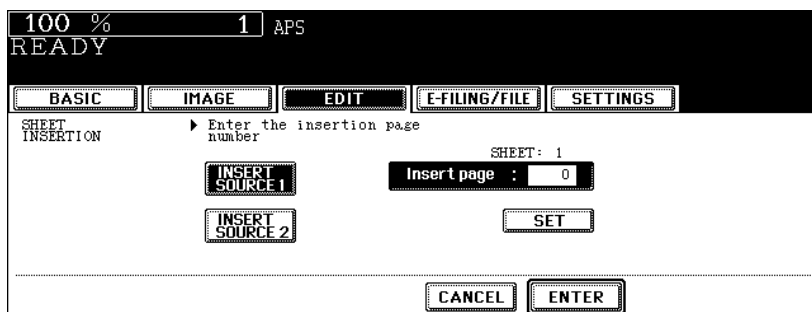 100 % 1 APS
READY
BASIC IMAGE EDIT E-FILING/FILE SETTINGS
SHEET INSERTION
▶ Enter the insertion page number
SHEET: 1
INSERT SOURCE 1
Insert page : 0
INSERT SOURCE 2
SET
CANCEL ENTER